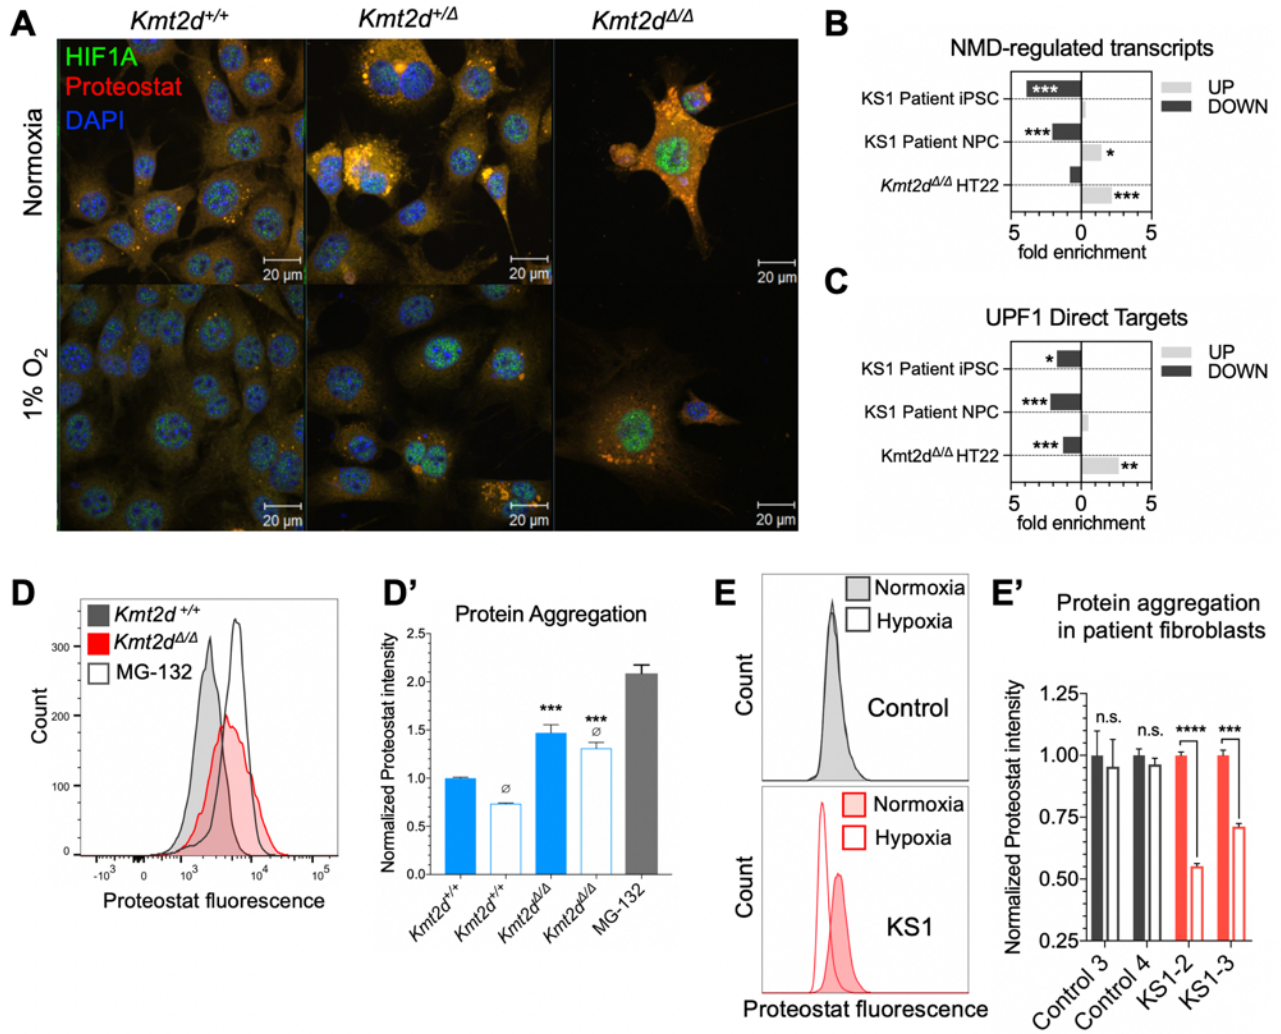 A
Kmt2d+/+
Kmt2d+/Δ
Kmt2dΔ/Δ
HIF1A
Proteostat
DAPI
Normoxia
20 µm
20 µm
20 µm
1% O2
20 µm
20 µm
20 µm
B
NMD-regulated transcripts
UP
DOWN
KS1 Patient iPSC
***
KS1 Patient NPC
***
*
Kmt2dΔ/Δ HT22
***
5 0 5
fold enrichment
C
UPF1 Direct Targets
UP
DOWN
KS1 Patient iPSC
*
KS1 Patient NPC
***
Kmt2dΔ/Δ HT22
***
**
5 0 5
fold enrichment
D
Kmt2d +/+
Kmt2dΔ/Δ
MG-132
Count
300
200
100
0
-103 0 103 104 105
Proteostat fluorescence
D'
Protein Aggregation
Normalized Proteostat intensity
2.5
2.0
1.5
1.0
0.5
0.0
∅
***
***
∅
Kmt2d+/+
Kmt2d+/+
Kmt2dΔ/Δ
Kmt2dΔ/Δ
MG-132
E
Normoxia
Hypoxia
Count
Control
Normoxia
Hypoxia
Count
KS1
Proteostat fluorescence
E'
Protein aggregation
in patient fibroblasts
Normalized Proteostat intensity
1.25
1.00
0.75
0.50
0.25
n.s.
n.s.
****
***
Control 3
Control 4
KS1-2
KS1-3